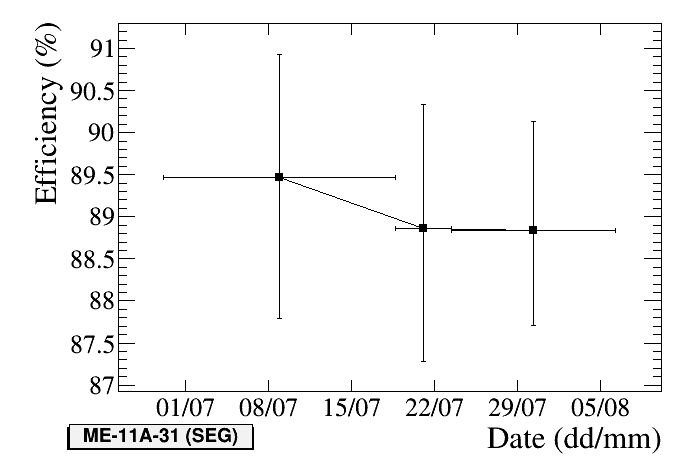 Efficiency (%)
91
90.5
90
89.5
89
88.5
88
87.5
87
01/07 08/07 15/07 22/07 29/07 05/08
ME-11A-31 (SEG)
Date (dd/mm)